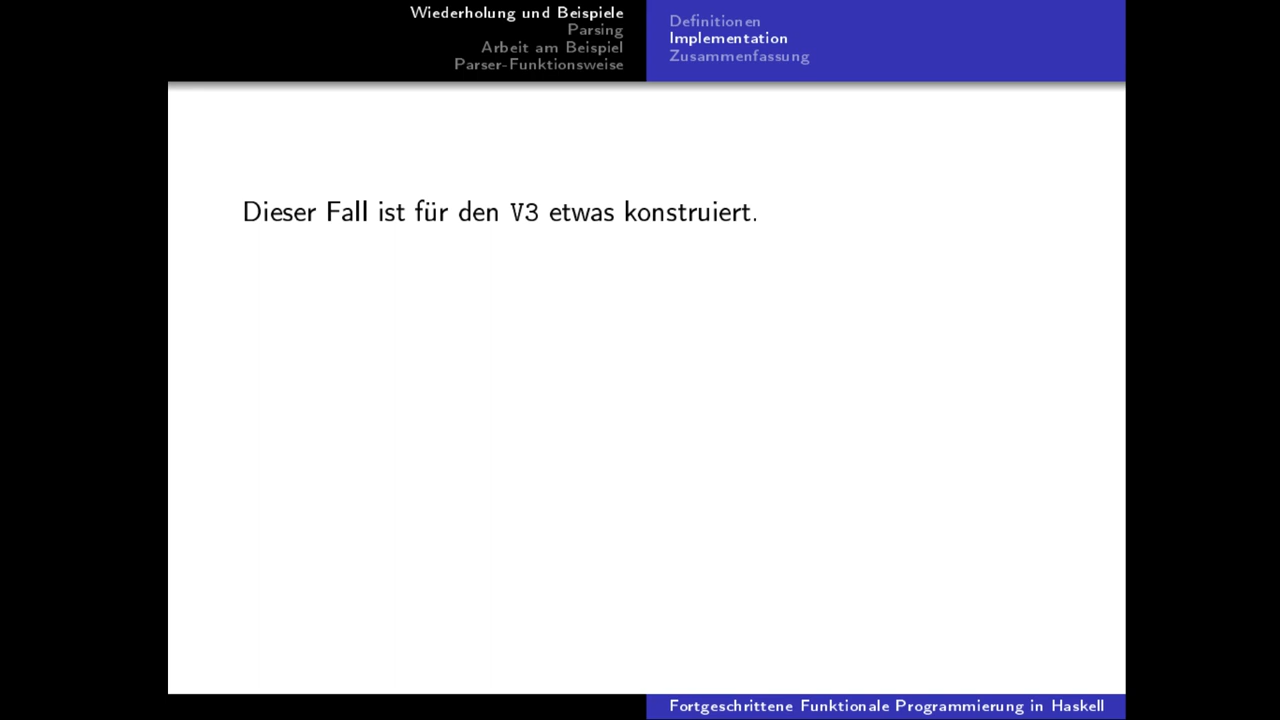 Wiederholung und Beispiele
Parsing
Arbeit am Beispiel
Parser-Funktionsweise
Definitionen
Implementation
Zusammenfassung
Dieser Fall ist für den V3 etwas konstruiert.
Fortgeschrittene Funktionale Programmierung in Haskell